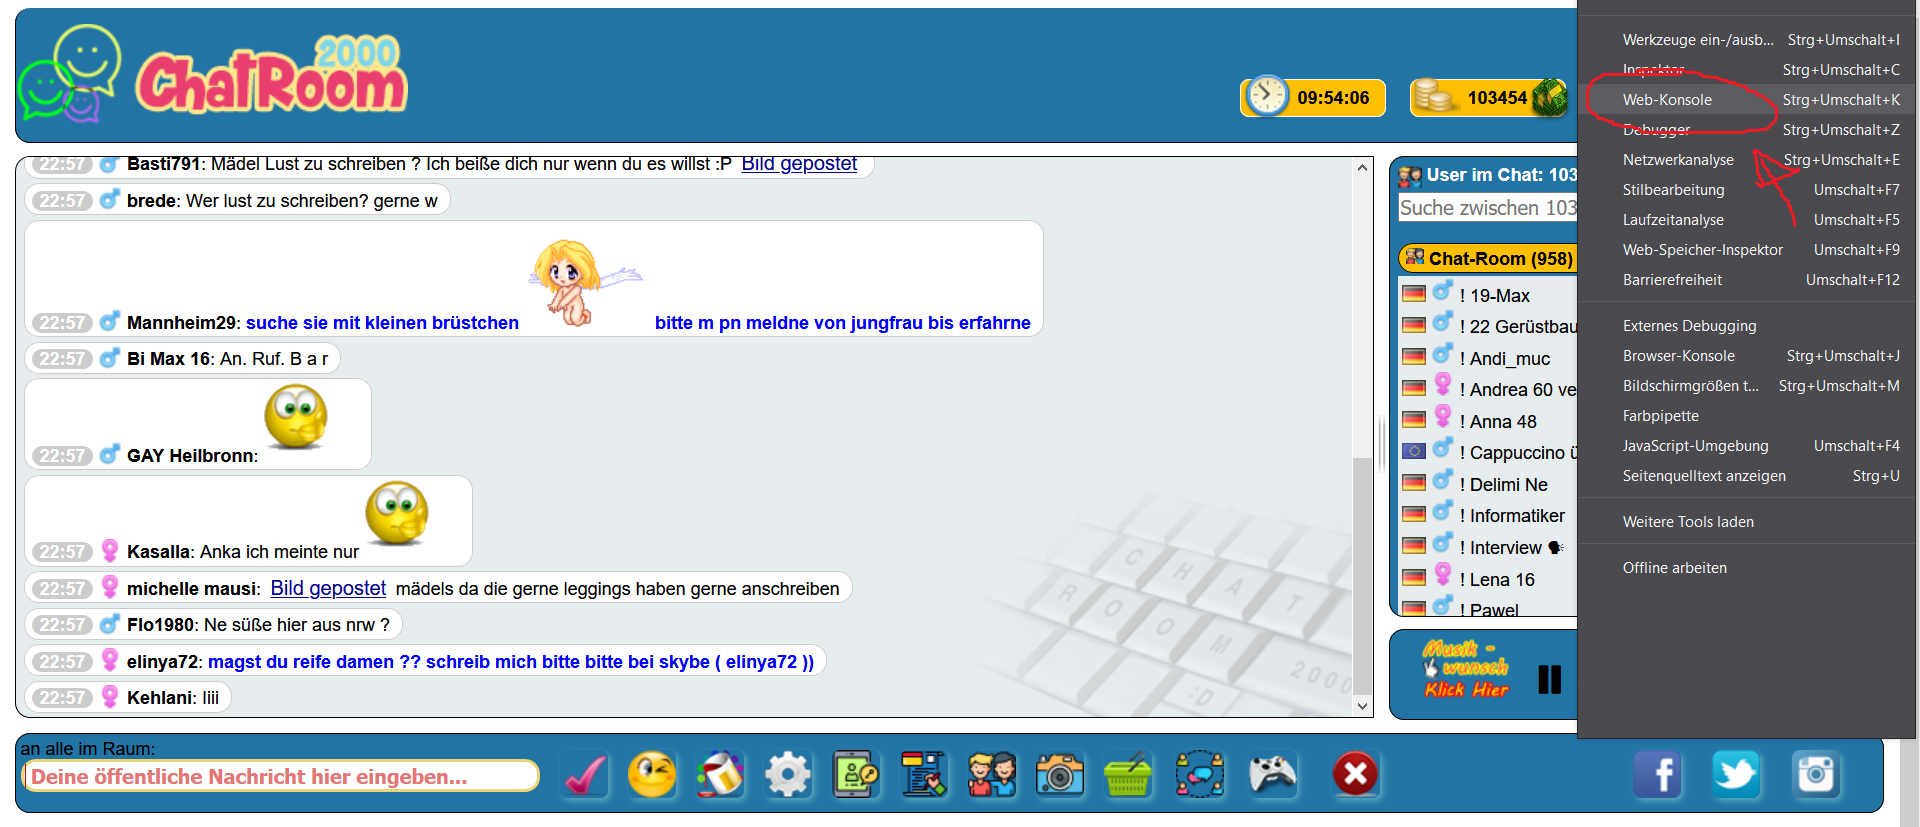 2000
ChatRoom
09:54:06
103454
22:57 Basti791: Mädel Lust zu schreiben ? Ich beiße dich nur wenn du es willst :P Bild gepostet
22:57 brede: Wer lust zu schreiben? gerne w
22:57 Mannheim29: suche sie mit kleinen brüstchen bitte m pn meldne von jungfrau bis erfahrne
22:57 Bi Max 16: An. Ruf. B a r
22:57 GAY Heilbronn:
22:57 Kasalla: Anka ich meinte nur
22:57 michelle mausi: Bild gepostet mädels da die gerne leggings haben gerne anschreiben
22:57 Flo1980: Ne süße hier aus nrw ?
22:57 elinya72: magst du reife damen ?? schreib mich bitte bitte bei skybe ( elinya72 ))
22:57 Kehlani: Iiii
CHAT
ROOM
2000
:D
User im Chat: 103
Suche zwischen 103
Chat-Room (958)
! 19-Max
! 22 Gerüstbau
! Andi_muc
! Andrea 60 ve
! Anna 48
! Cappuccino ü
! Delimi Ne
! Informatiker
! Interview
! Lena 16
! Pawel
Musik -
wunsch
Klick Hier
Werkzeuge ein-/ausb... Strg+Umschalt+I
Inspektor Strg+Umschalt+C
Web-Konsole Strg+Umschalt+K
Debugger Strg+Umschalt+Z
Netzwerkanalyse Strg+Umschalt+E
Stilbearbeitung Umschalt+F7
Laufzeitanalyse Umschalt+F5
Web-Speicher-Inspektor Umschalt+F9
Barrierefreiheit Umschalt+F12
Externes Debugging
Browser-Konsole Strg+Umschalt+J
Bildschirmgrößen t... Strg+Umschalt+M
Farbpipette
JavaScript-Umgebung Umschalt+F4
Seitenquelltext anzeigen Strg+U
Weitere Tools laden
Offline arbeiten
an alle im Raum:
Deine öffentliche Nachricht hier eingeben...